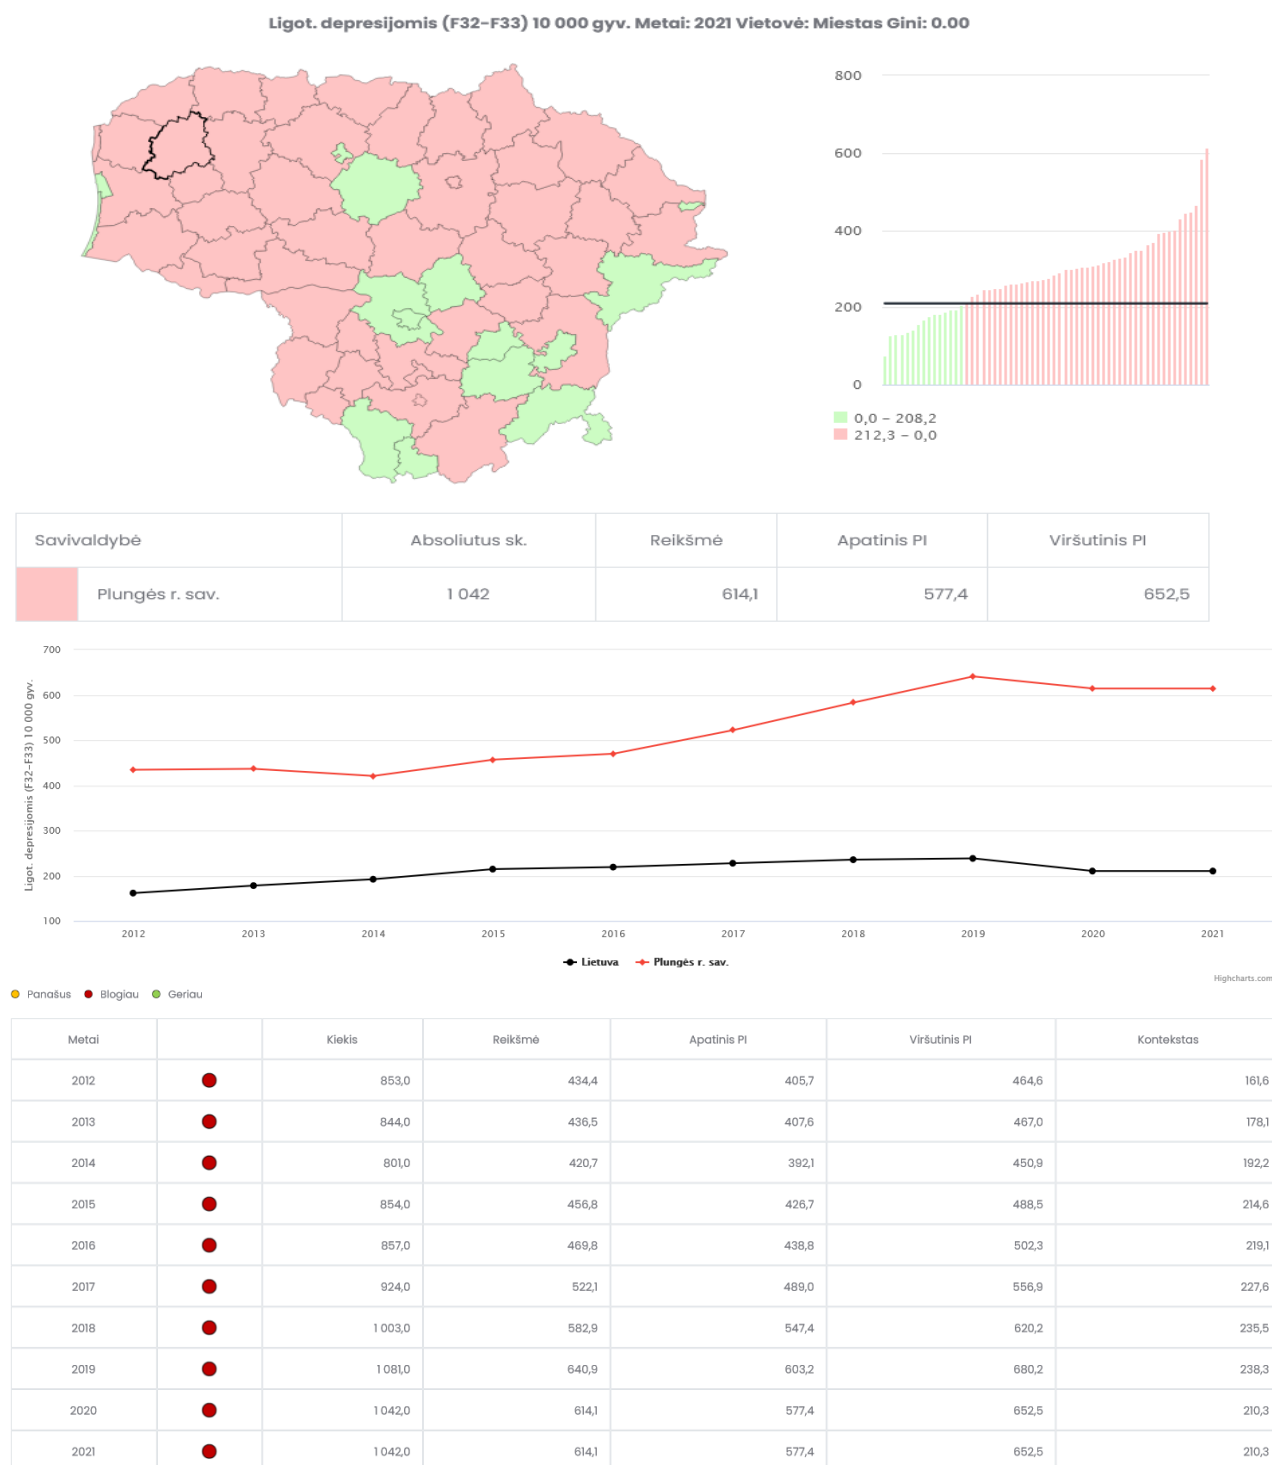 Ligot. depresijomis (F32-F33) 10 000 gyv. Metai: 2021 Vietovė: Miestas Gini: 0.00
800
600
400
200
0
0,0 – 208,2
212,3 – 0,0
Savivaldybė Absoliutus sk. Reikšmė Apatinis PI Viršutinis PI
Plungės r. sav. 1 042 614,1 577,4 652,5
700
600
500
400
300
200
100
Ligot. depresijomis (F32-F33) 10 000 gyv.
2012 2013 2014 2015 2016 2017 2018 2019 2020 2021
Lietuva Plungės r. sav.
Highcharts.com
Panašus Blogiau Geriau
Metai Kiekis Reikšmė Apatinis PI Viršutinis PI Kontekstas
2012 853,0 434,4 405,7 464,6 161,6
2013 844,0 436,5 407,6 467,0 178,1
2014 801,0 420,7 392,1 450,9 192,2
2015 854,0 456,8 426,7 488,5 214,6
2016 857,0 469,8 438,8 502,3 219,1
2017 924,0 522,1 489,0 556,9 227,6
2018 1 003,0 582,9 547,4 620,2 235,5
2019 1 081,0 640,9 603,2 680,2 238,3
2020 1 042,0 614,1 577,4 652,5 210,3
2021 1 042,0 614,1 577,4 652,5 210,3